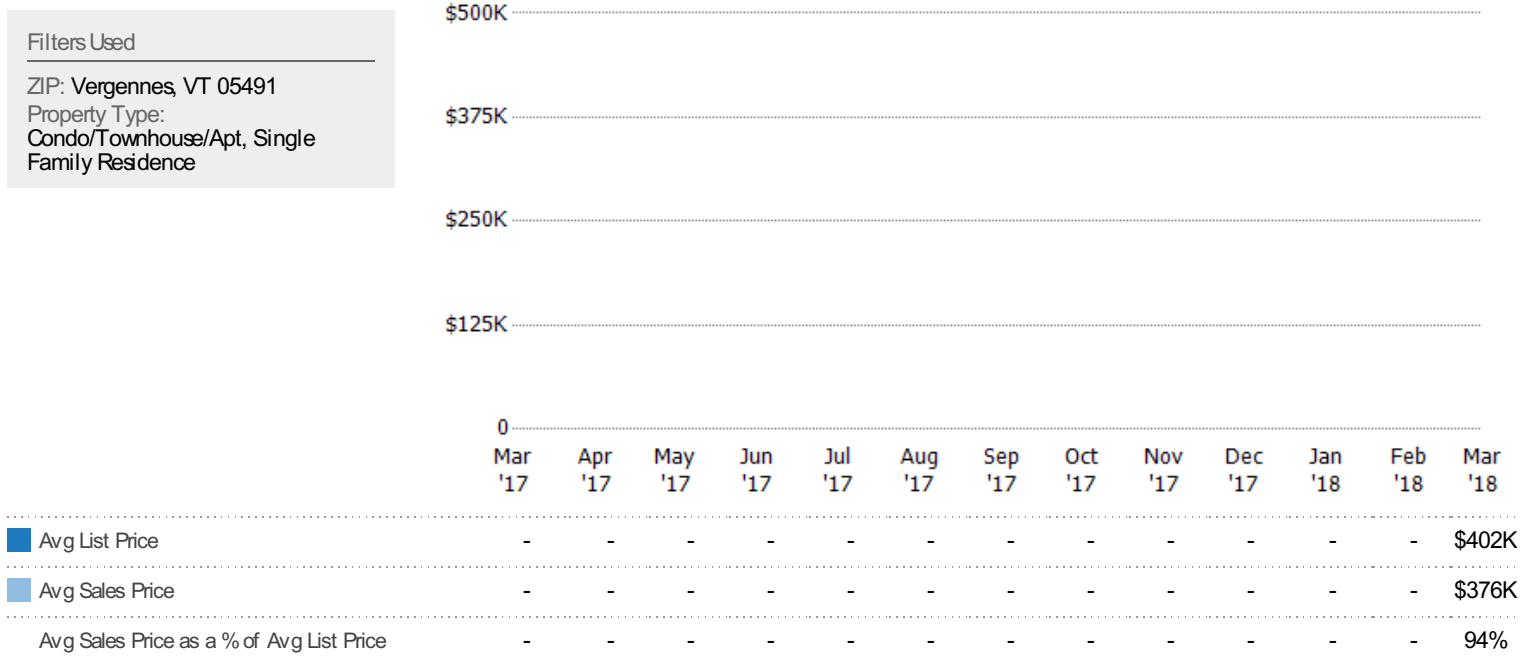 Filters Used
ZIP: Vergennes, VT 05491
Property Type:
Condo/Townhouse/Apt, Single
Family Residence
$500K
$375K
$250K
$125K
0
Mar Apr May Jun Jul Aug Sep Oct Nov Dec Jan Feb Mar
'17 '17 '17 '17 '17 '17 '17 '17 '17 '17 '18 '18 '18
Avg List Price - - - - - - - - - - - - $402K
Avg Sales Price - - - - - - - - - - - - $376K
Avg Sales Price as a % of Avg List Price - - - - - - - - - - - - 94%